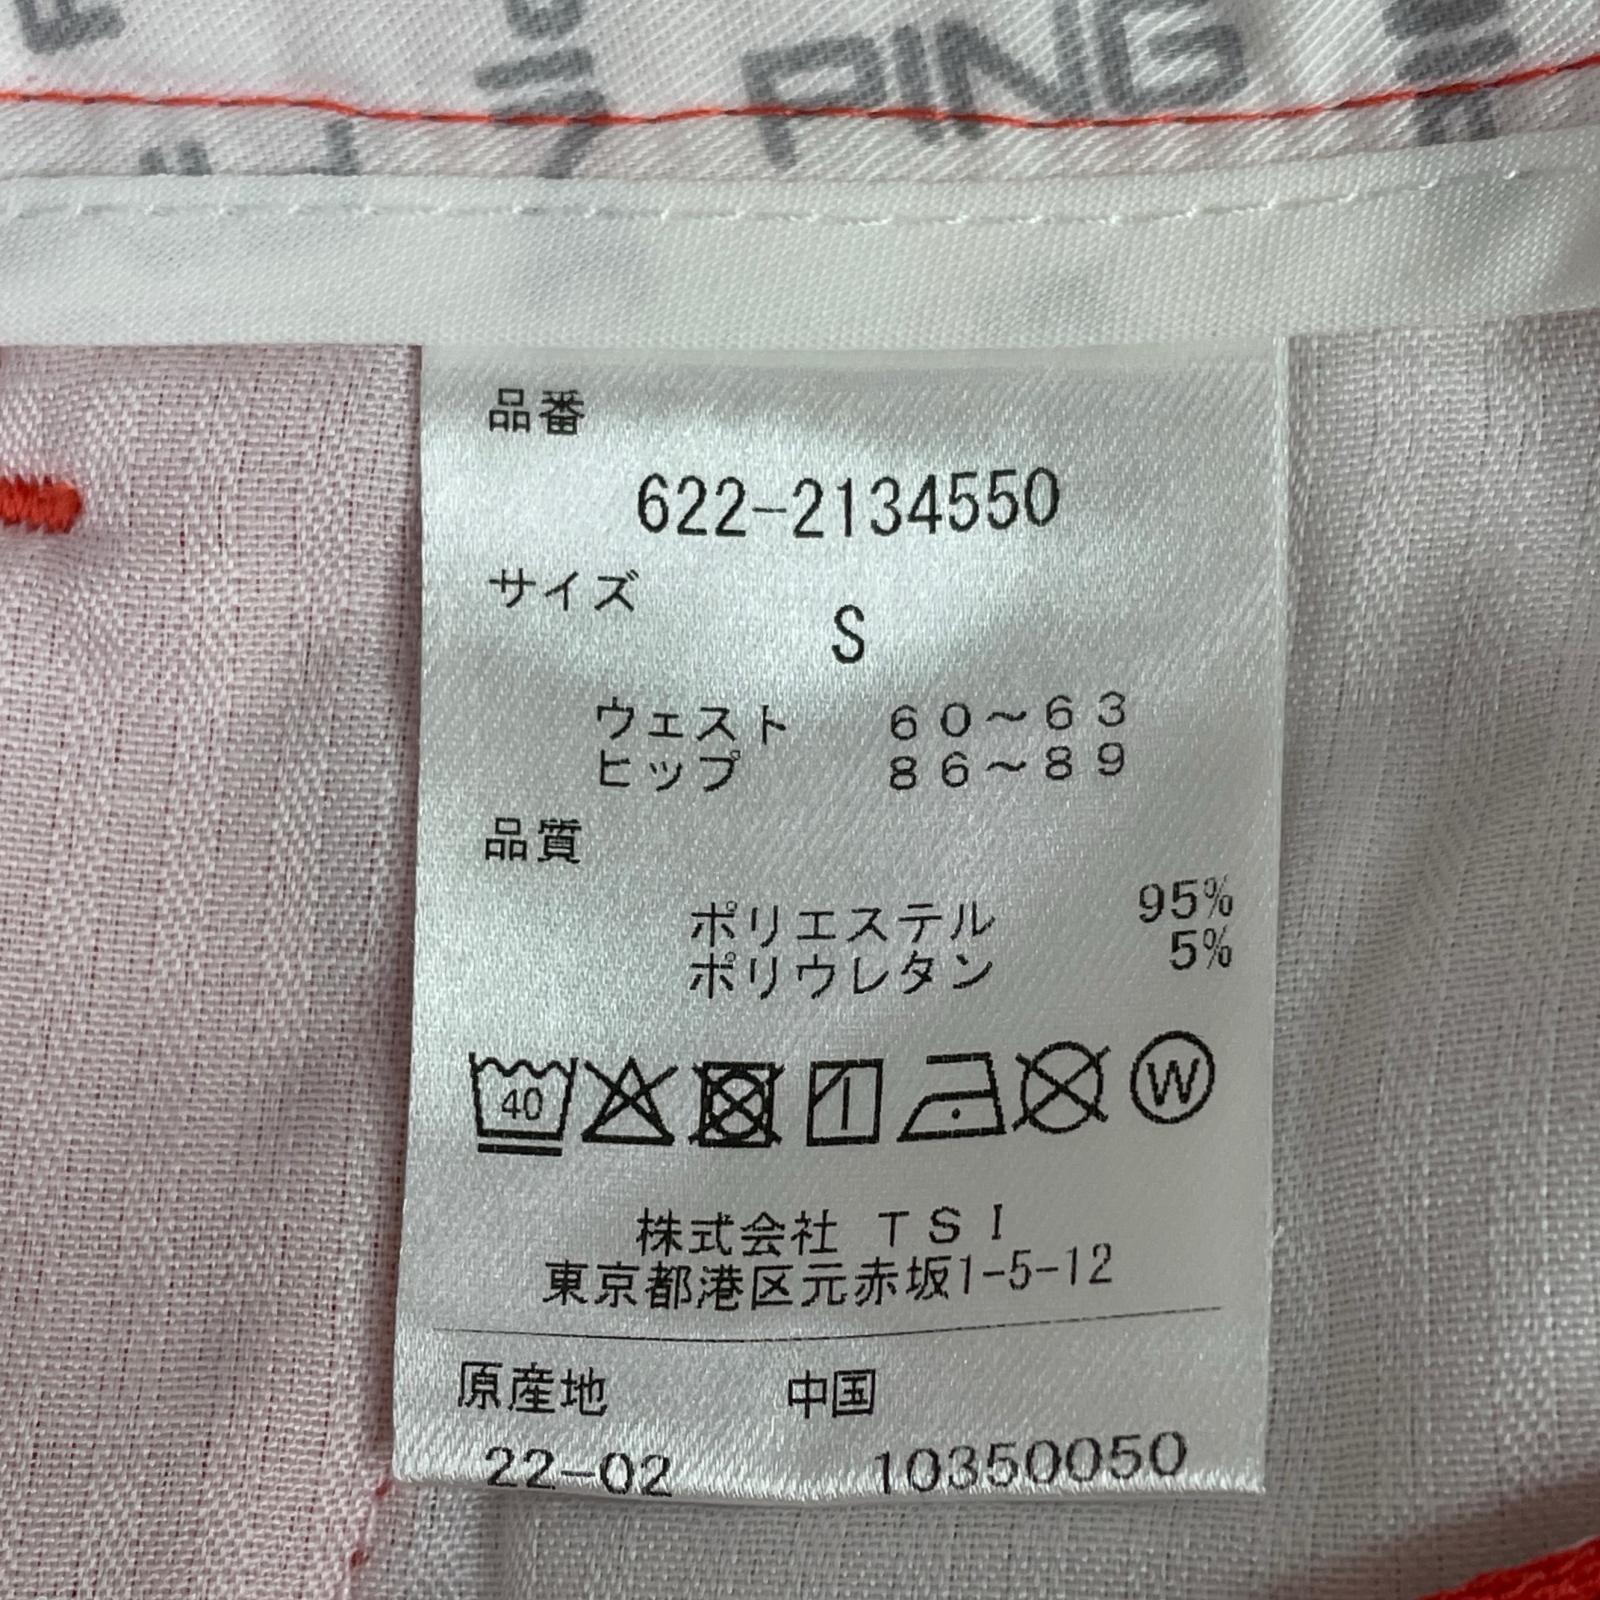 PING
品番
622-2134550
サイズ
S
ウェスト 60～63
ヒップ 86～89
品質
ポリエステル 95%
ポリウレタン 5%
40
W
株式会社 TSI
東京都港区元赤坂1-5-12
原産地 中国
22-02 10350050